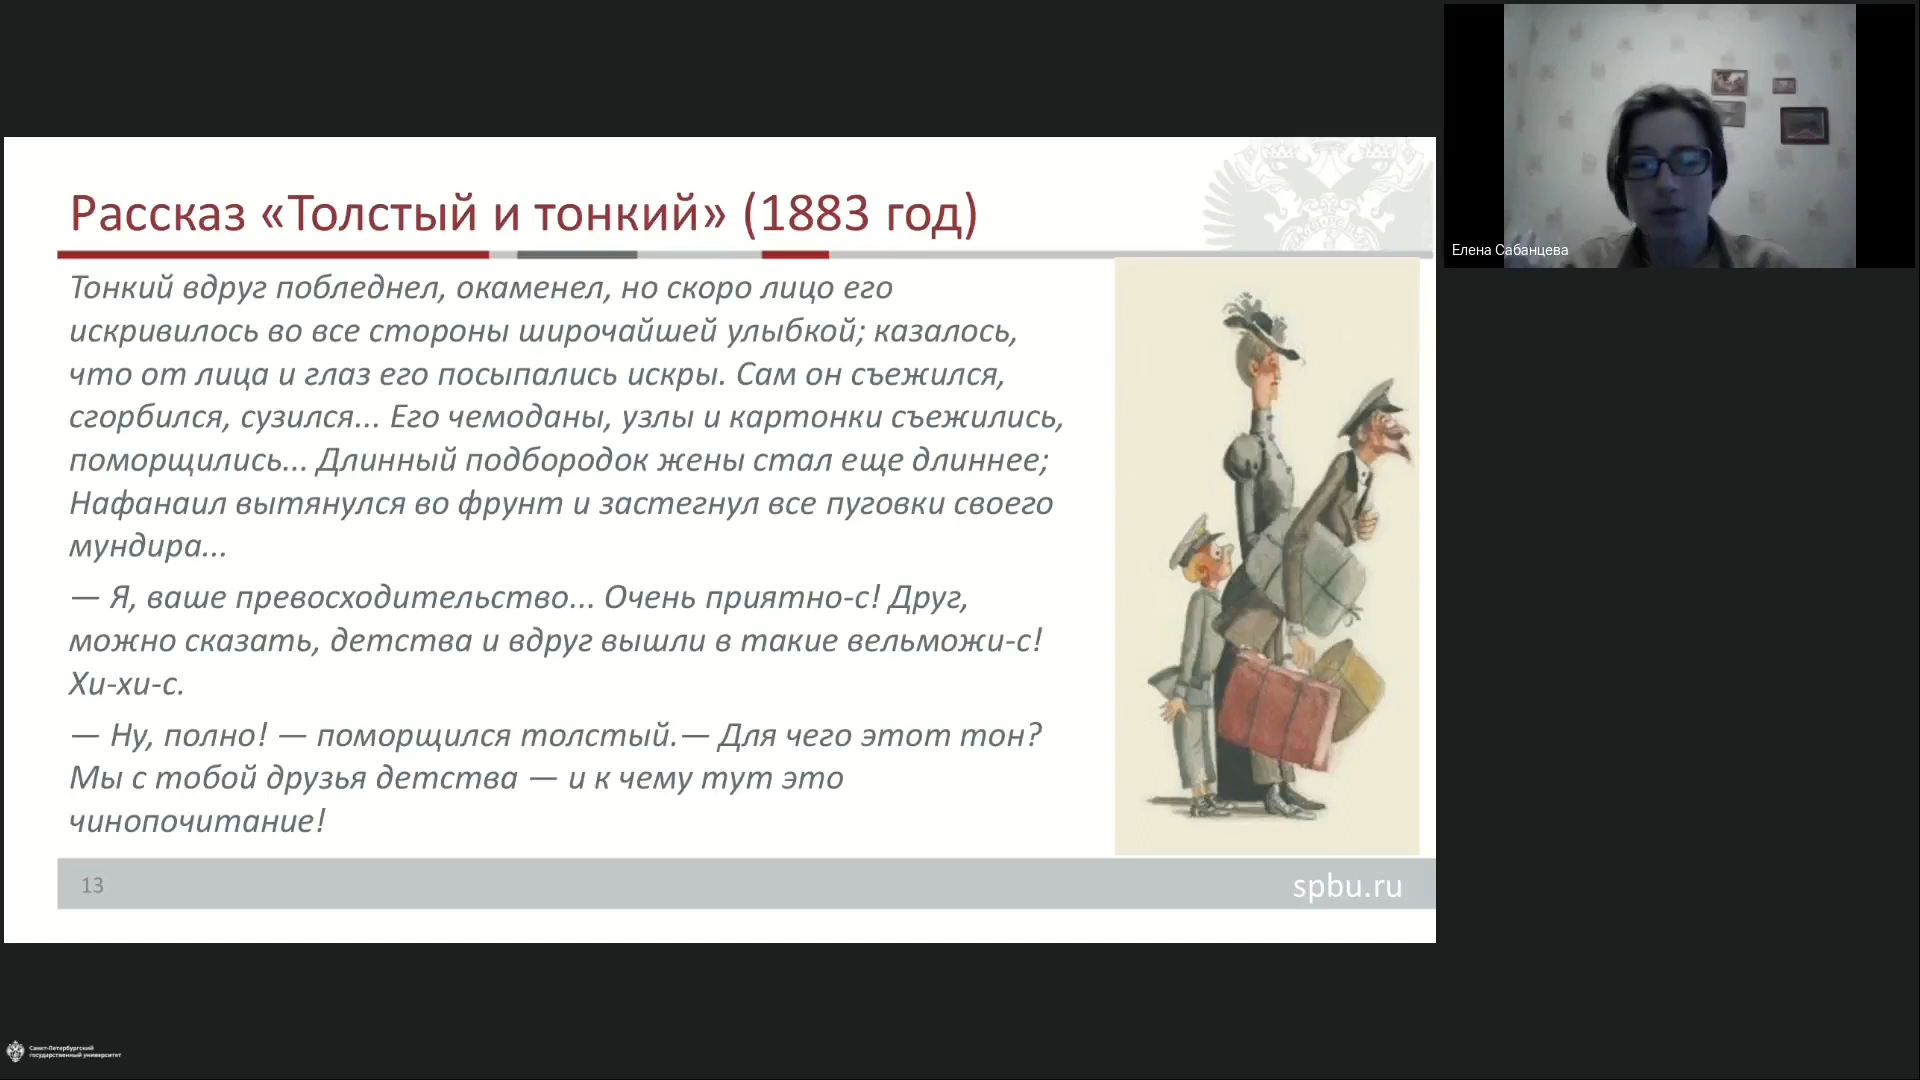 Рассказ «Толстый и тонкий» (1883 год)
Тонкий вдруг побледнел, окаменел, но скоро лицо его
искривилось во все стороны широчайшей улыбкой; казалось,
что от лица и глаз его посыпались искры. Сам он съежился,
сгорбился, сузился... Его чемоданы, узлы и картонки съежились,
поморщились... Длинный подбородок жены стал еще длиннее;
Нафанаил вытянулся во фрунт и застегнул все пуговки своего
мундира...
— Я, ваше превосходительство... Очень приятно-с! Друг,
можно сказать, детства и вдруг вышли в такие вельможи-с!
Хи-хи-с.
— Ну, полно! — поморщился толстый.— Для чего этот тон?
Мы с тобой друзья детства — и к чему тут это
чинопочитание!
13
spbu.ru
Елена Сабанцева
Санкт-Петербургский
государственный университет